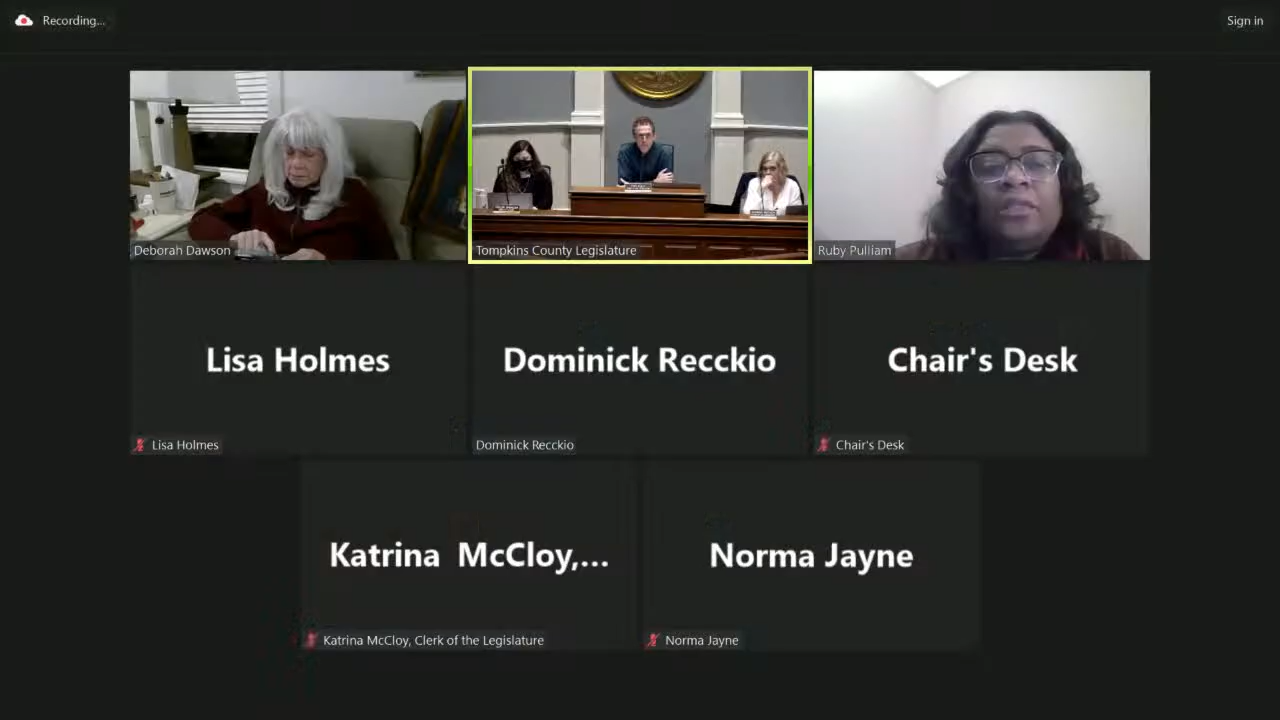 Recording...
Sign in
Deborah Dawson
Tompkins County Legislature
Ruby Pulliam
Lisa Holmes
Dominick Recckio
Chair's Desk
Lisa Holmes
Dominick Recckio
Chair's Desk
Katrina McCloy,...
Norma Jayne
Katrina McCloy, Clerk of the Legislature
Norma Jayne